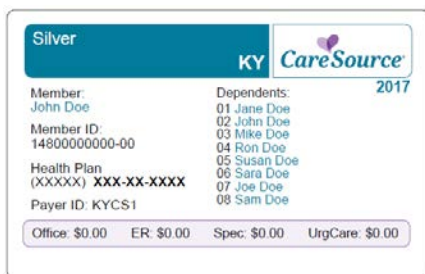 Silver
KY
CareSource
2017
Member:
John Doe
Member ID:
14800000000-00
Health Plan
(XXXXX) XXX-XX-XXXX
Payer ID: KYCS1
Dependents:
01 Jane Doe
02 John Doe
03 Mike Doe
04 Ron Doe
05 Susan Doe
06 Sara Doe
07 Joe Doe
08 Sam Doe
Office: $0.00 ER: $0.00 Spec: $0.00 UrgCare: $0.00